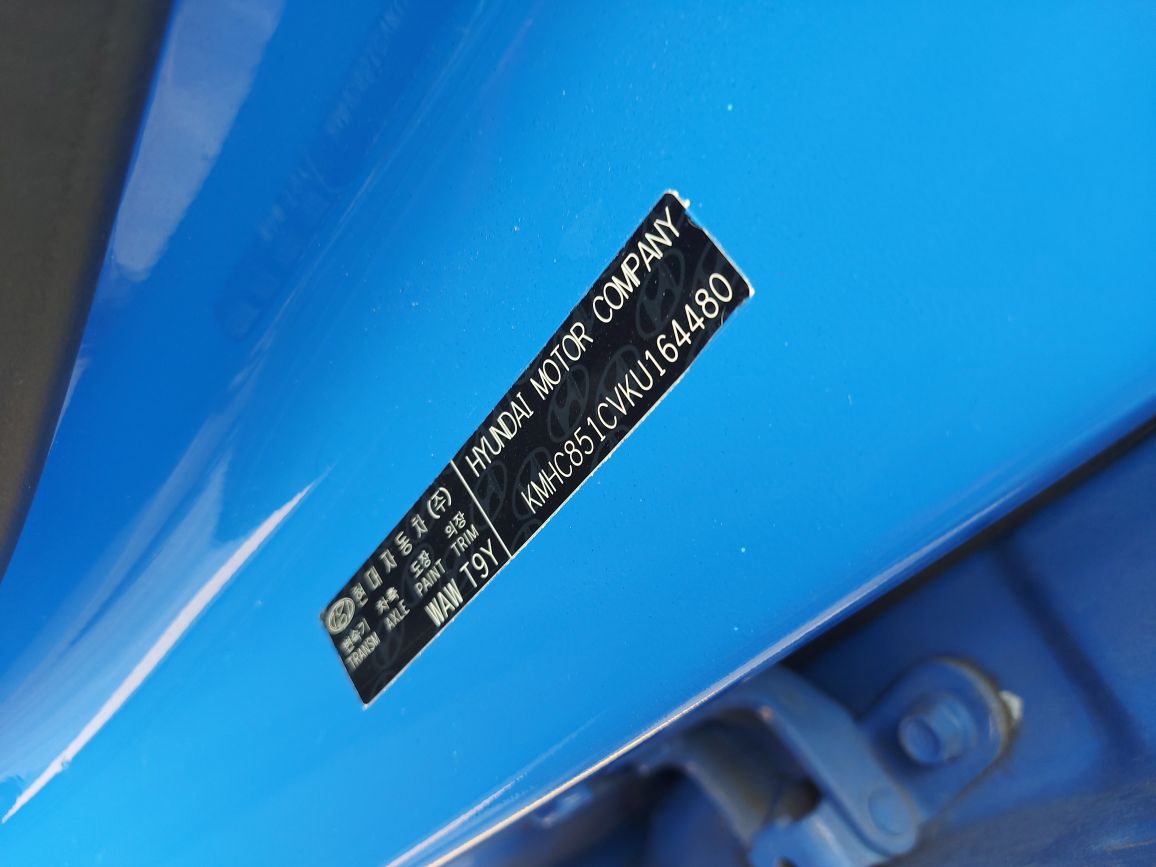 현대자동차(주)
변속기 차축 도장 의장
TRANSM AXLE PAINT TRIM
WAW T9Y
HYUNDAI MOTOR COMPANY
KMHC851CVKU164480